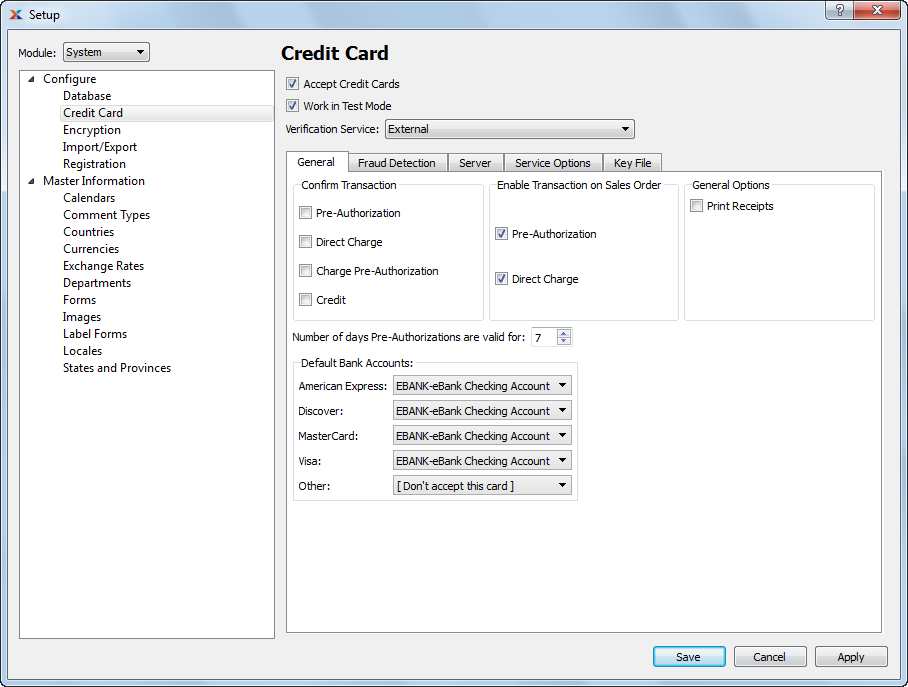 Setup
Module: System
Configure
Database
Credit Card
Encryption
Import/Export
Registration
Master Information
Calendars
Comment Types
Countries
Currencies
Exchange Rates
Departments
Forms
Images
Label Forms
Locales
States and Provinces
Credit Card
Accept Credit Cards
Work in Test Mode
Verification Service: External
General Fraud Detection Server Service Options Key File
Confirm Transaction
Pre-Authorization
Direct Charge
Charge Pre-Authorization
Credit
Enable Transaction on Sales Order
Pre-Authorization
Direct Charge
General Options
Print Receipts
Number of days Pre-Authorizations are valid for: 7
Default Bank Accounts:
American Express: EBANK-eBank Checking Account
Discover: EBANK-eBank Checking Account
MasterCard: EBANK-eBank Checking Account
Visa: EBANK-eBank Checking Account
Other: [ Don't accept this card ]
Save Cancel Apply